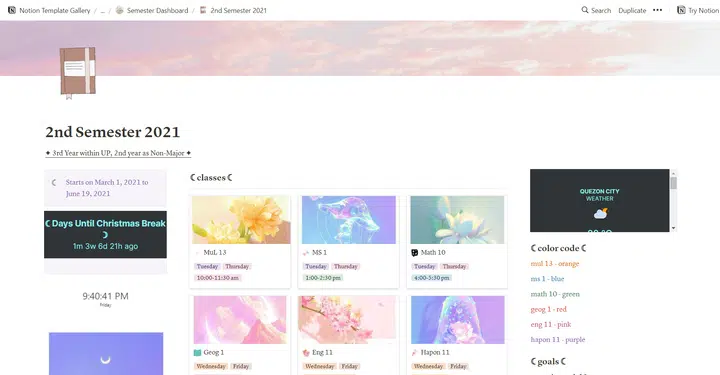 Notion Template Gallery / ... / Semester Dashboard / 2nd Semester 2021
Search Duplicate ••• Try Notion
2nd Semester 2021
✦ 3rd Year within UP, 2nd year as Non-Major ✦
☾ Starts on March 1, 2021 to
June 19, 2021
☾Days Until Christmas Break
☽
1m 3w 6d 21h ago
9:40:41 PM
Friday
☾classes☾
MuL 13
Tuesday Thursday
10:00-11:30 am
MS 1
Tuesday Thursday
1:00-2:30 pm
Math 10
Tuesday Thursday
4:00-5:30 pm
Geog 1
Wednesday Friday
Eng 11
Wednesday Friday
Hapon 11
Wednesday Friday
QUEZON CITY
WEATHER
☾color code☾
mul 13 - orange
ms 1 - blue
math 10 - green
geog 1 - red
eng 11 - pink
hapon 11 - purple
☾goals☾